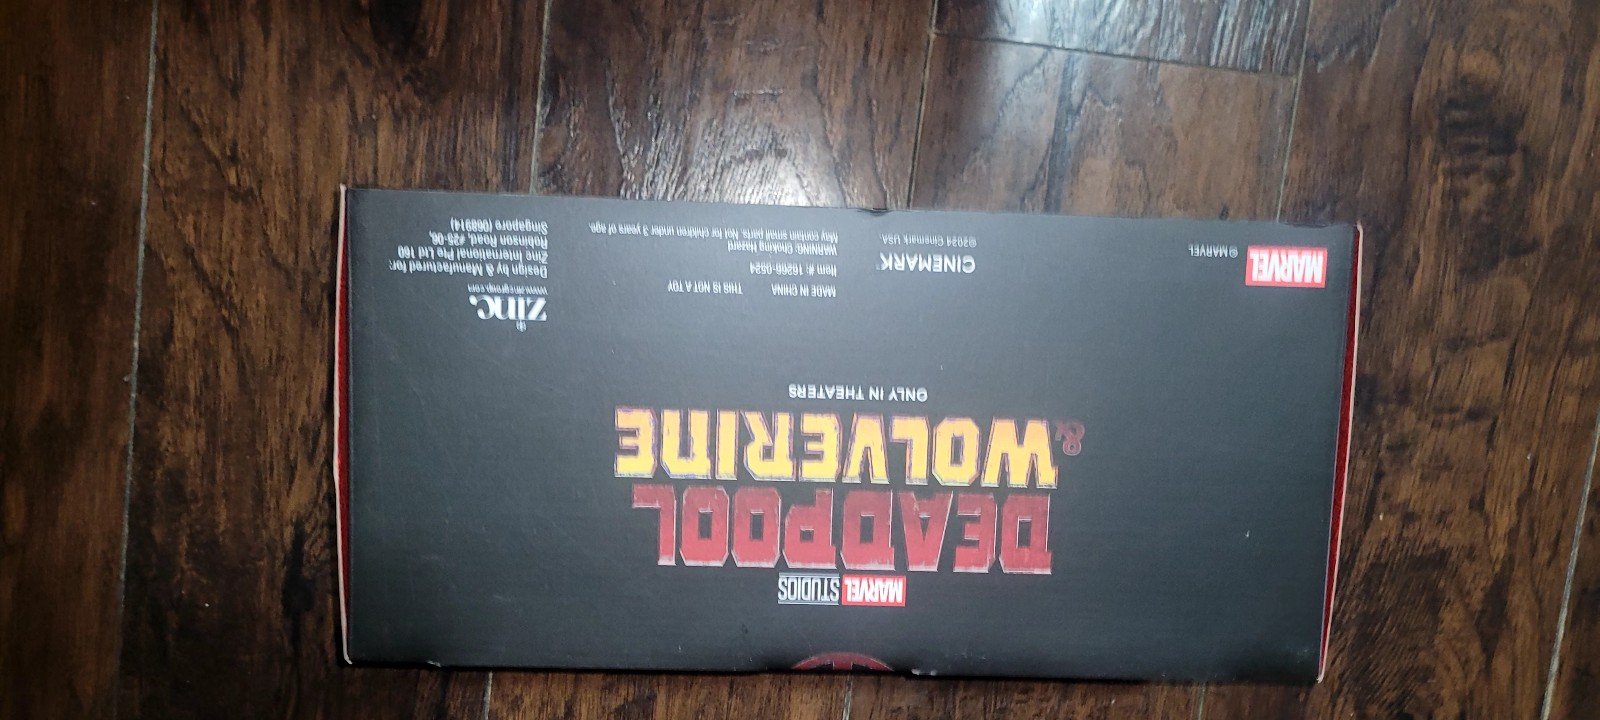 MARVEL STUDIOS
DEADPOOL
& WOLVERINE
ONLY IN THEATERS
MARVEL
© MARVEL
CINEMARK
©2024 Cinemark USA
MADE IN CHINA THIS IS NOT A TOY
Item #: 16266-0524
WARNING: Choking Hazard
May contain small parts. Not for children under 3 years of age.
zinc.
www.zincgroup.com
Design by & Manufactured for:
Zinc International Pte Ltd 160
Robinson Road, #25-06,
Singapore (068914)